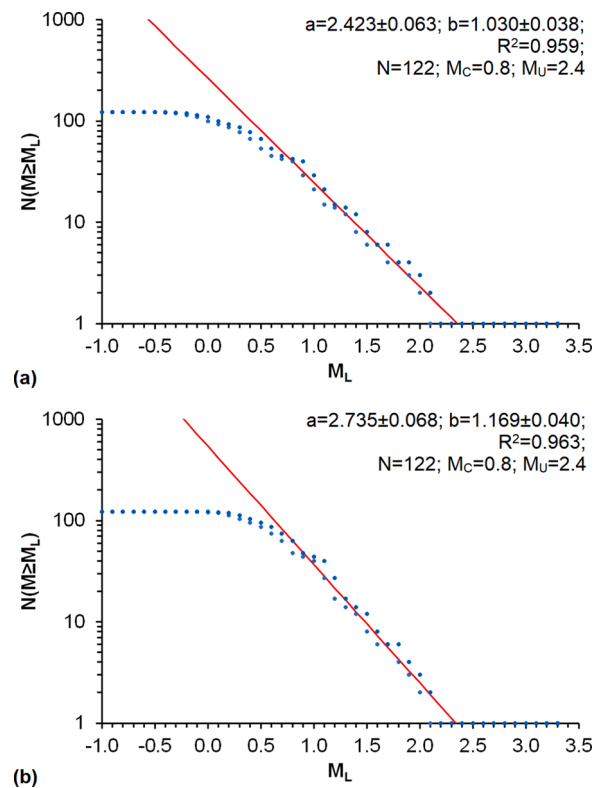 a=2.423±0.063; b=1.030±0.038;
R²=0.959;
N=122; MC=0.8; MU=2.4
N(M≥ML)
1000
100
10
1
-1.0 -0.5 0.0 0.5 1.0 1.5 2.0 2.5 3.0 3.5
ML
(a)
a=2.735±0.068; b=1.169±0.040;
R²=0.963;
N=122; MC=0.8; MU=2.4
N(M≥ML)
1000
100
10
1
-1.0 -0.5 0.0 0.5 1.0 1.5 2.0 2.5 3.0 3.5
ML
(b)